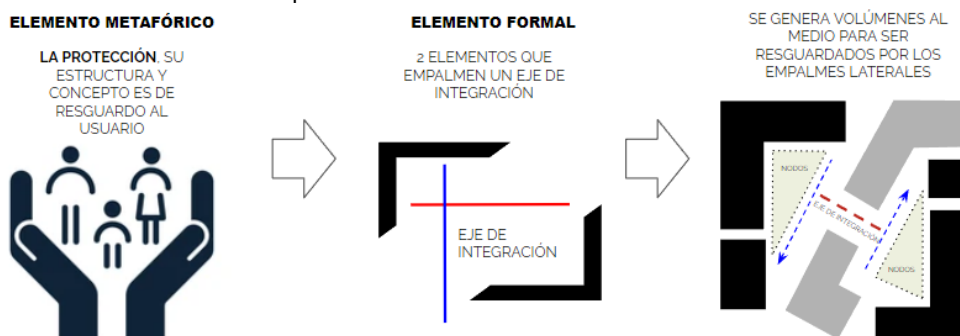 ELEMENTO METAFÓRICO
LA PROTECCIÓN, SU
ESTRUCTURA Y
CONCEPTO ES DE
RESGUARDO AL
USUARIO
ELEMENTO FORMAL
2 ELEMENTOS QUE
EMPALMEN UN EJE DE
INTEGRACIÓN
EJE DE
INTEGRACIÓN
SE GENERA VOLÚMENES AL
MEDIO PARA SER
RESGUARDADOS POR LOS
EMPALMES LATERALES
NODOS
EJE DE INTEGRACIÓN
NODOS